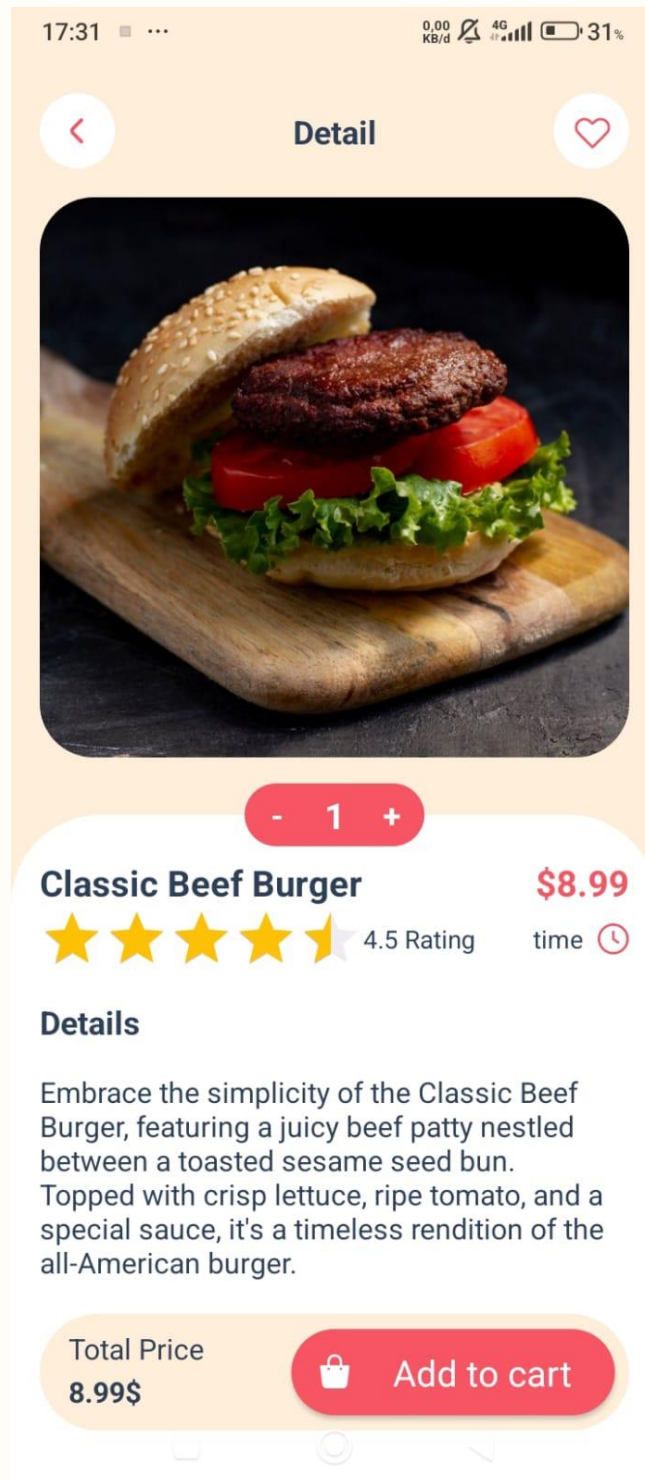 17:31 ...
0,00 KB/d 4G 31%
Detail
- 1 +
Classic Beef Burger $8.99
4.5 Rating time
Details
Embrace the simplicity of the Classic Beef
Burger, featuring a juicy beef patty nestled
between a toasted sesame seed bun.
Topped with crisp lettuce, ripe tomato, and a
special sauce, it's a timeless rendition of the
all-American burger.
Total Price
8.99$
Add to cart